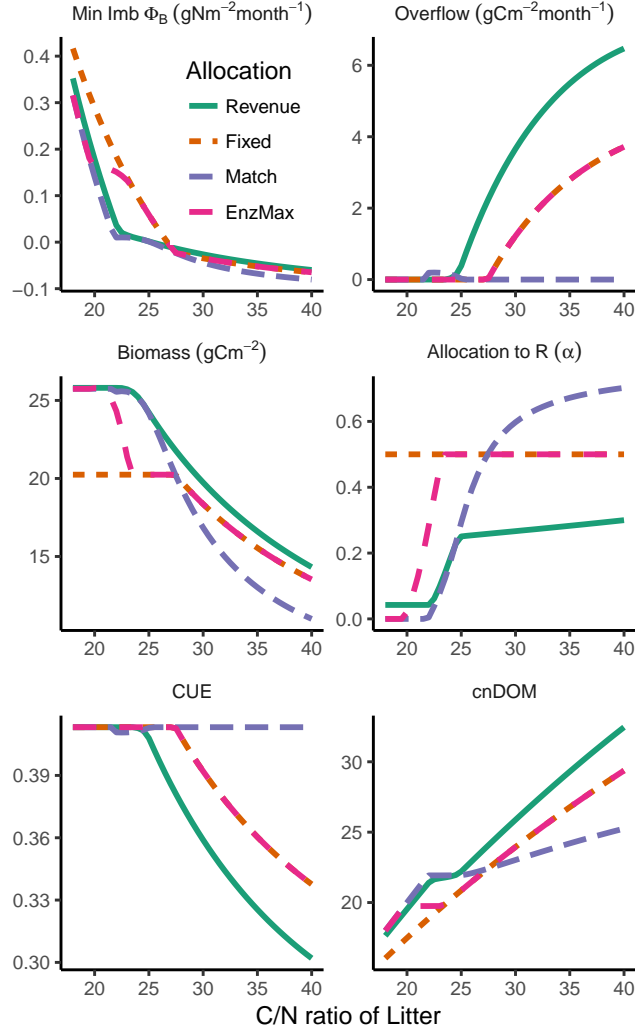 Min Imb Φ_B (gNm⁻²month⁻¹)
Overflow (gCm⁻²month⁻¹)
0.4
0.3
0.2
0.1
0.0
−0.1
Allocation
Revenue
Fixed
Match
EnzMax
6
4
2
0
20 25 30 35 40
20 25 30 35 40
Biomass (gCm⁻²)
Allocation to R (α)
25
20
15
0.6
0.4
0.2
0.0
20 25 30 35 40
20 25 30 35 40
CUE
cnDOM
0.39
0.36
0.33
0.30
30
25
20
20 25 30 35 40
20 25 30 35 40
C/N ratio of Litter